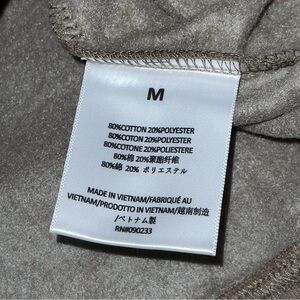 M
80%COTTON 20%POLYESTER
80%COTTON 20%POLYESTER
80%COTONE 20%POLIESTERE
80%棉 20%聚酯纤维
80%綿 20% ポリエステル
MADE IN VIETNAM/FABRIQUÉ AU
VIETNAM/PRODOTTO IN VIETNAM/越南制造
/ベトナム製
RN#090233